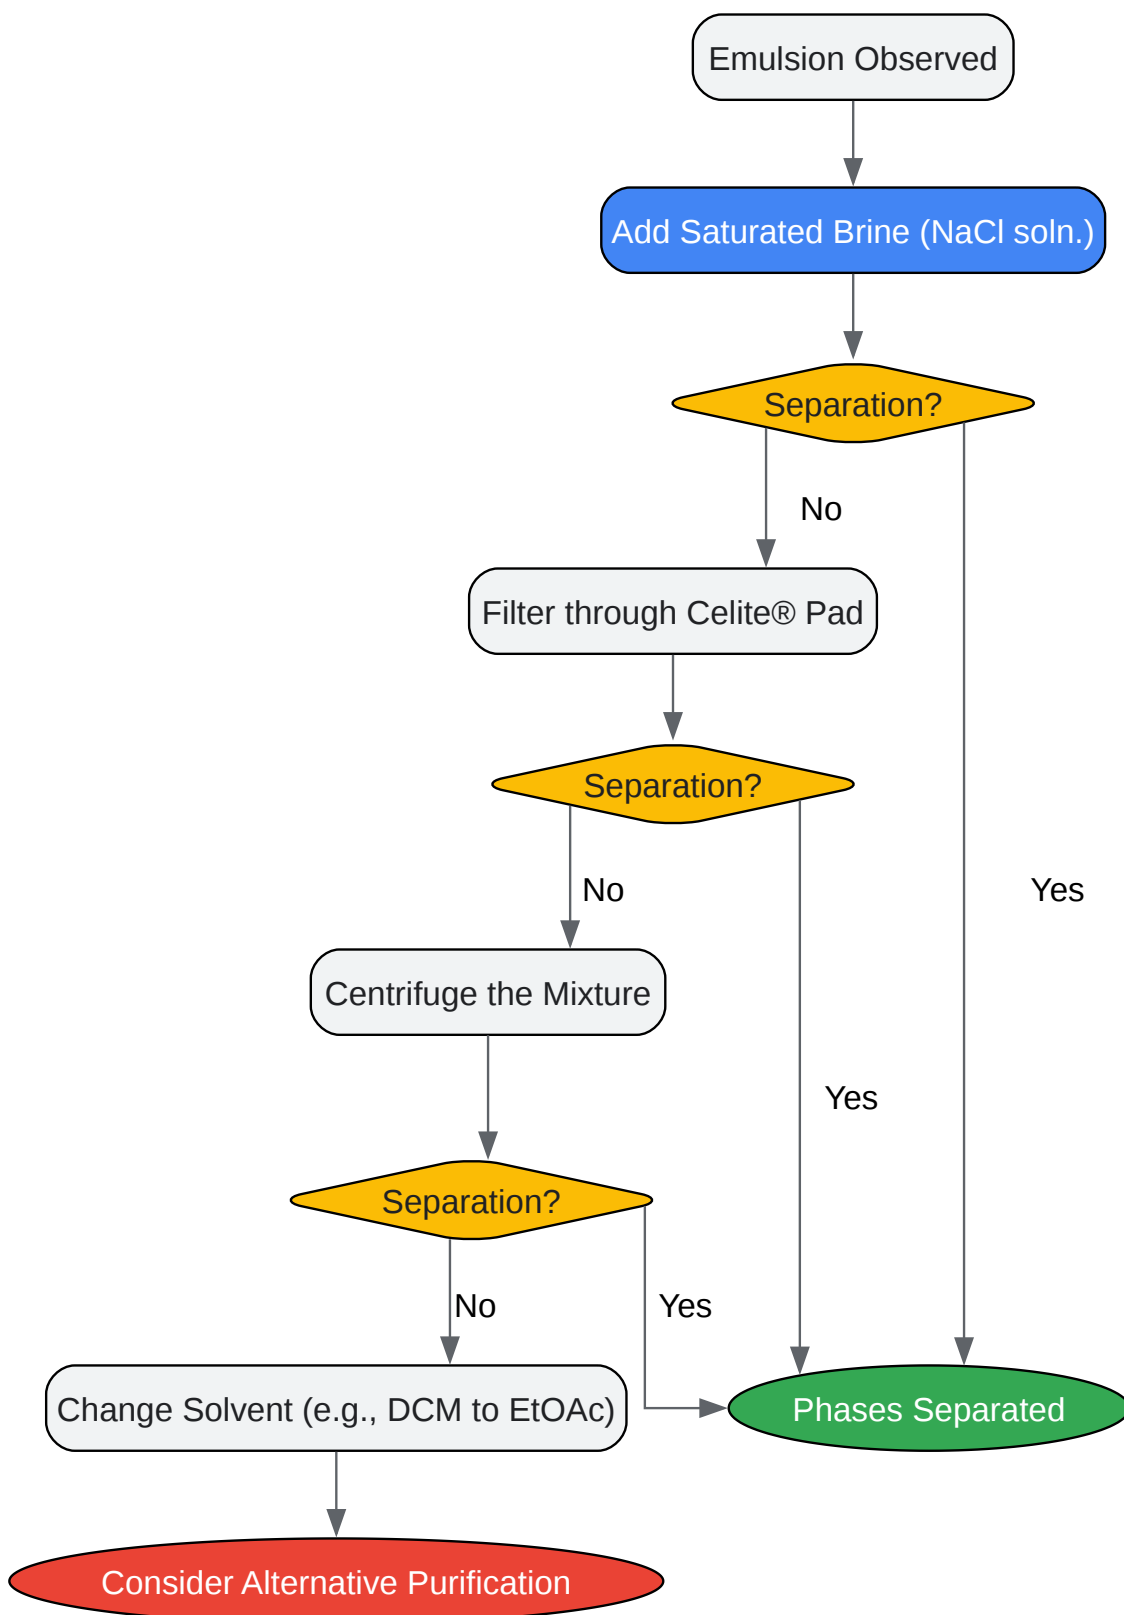 Emulsion Observed
Add Saturated Brine (NaCl soln.)
Separation?
No
Filter through Celite® Pad
Separation?
No
Yes
Centrifuge the Mixture
Yes
Separation?
No
Yes
Change Solvent (e.g., DCM to EtOAc)
Phases Separated
Consider Alternative Purification